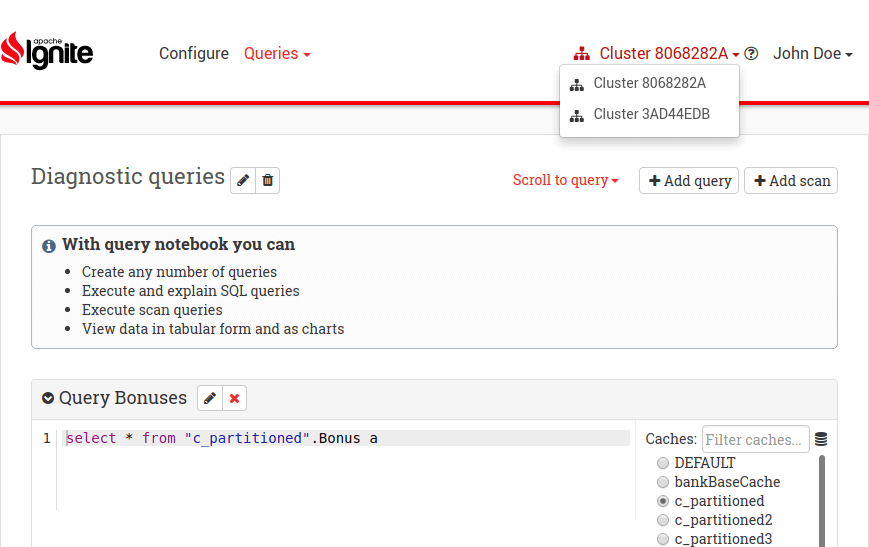 apache
Ignite
Configure Queries Cluster 8068282A John Doe
Cluster 8068282A
Cluster 3AD44EDB
Diagnostic queries Scroll to query Add query Add scan
With query notebook you can
Create any number of queries
Execute and explain SQL queries
Execute scan queries
View data in tabular form and as charts
Query Bonuses
1 select * from "c_partitioned".Bonus a
Caches: Filter caches...
DEFAULT
bankBaseCache
c_partitioned
c_partitioned2
c_partitioned3